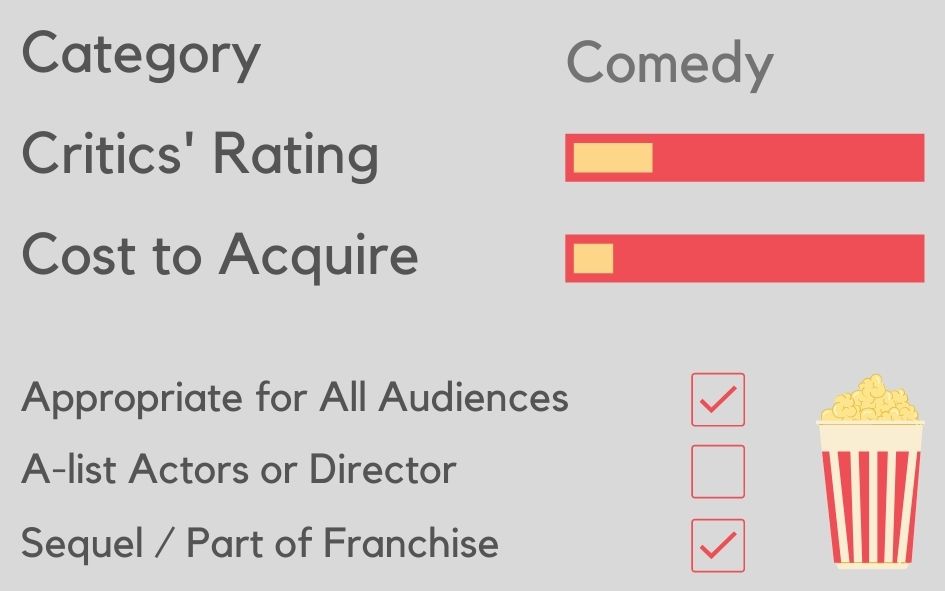 Category
Comedy
Critics' Rating
Cost to Acquire
Appropriate for All Audiences
A-list Actors or Director
Sequel / Part of Franchise